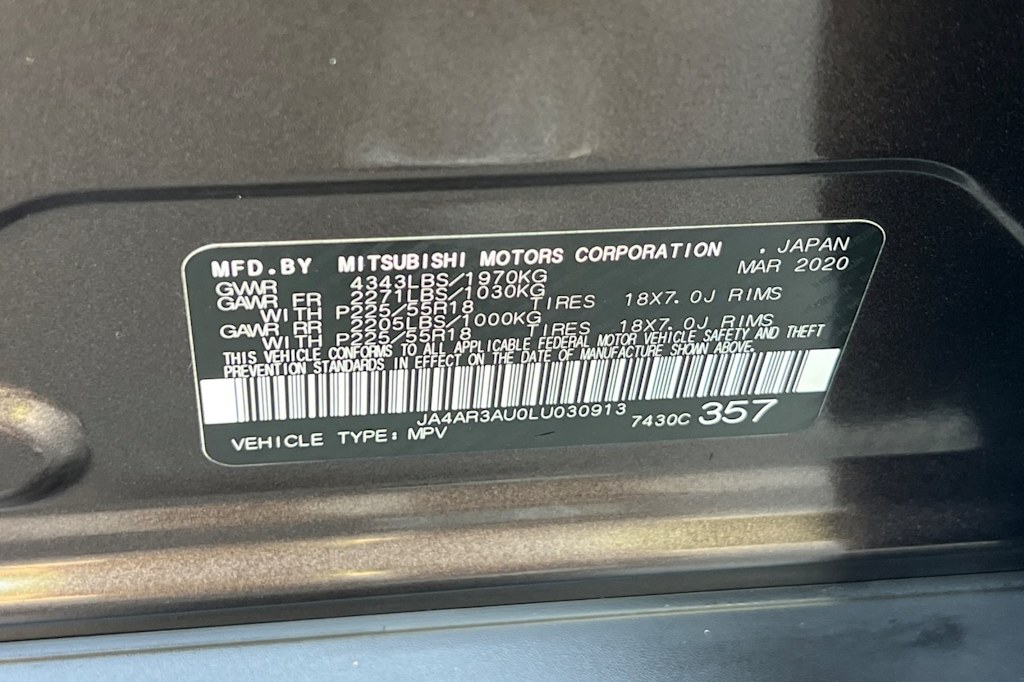 MFD.BY MITSUBISHI MOTORS CORPORATION . JAPAN
GVWR 4343LBS/1970KG MAR 2020
GAWR FR 2271LBS/1030KG
WITH P225/55R18 TIRES 18X7.0J RIMS
GAWR RR 2205LBS/1000KG
WITH P225/55R18 TIRES 18X7.0J RIMS
THIS VEHICLE CONFORMS TO ALL APPLICABLE FEDERAL MOTOR VEHICLE SAFETY AND THEFT
PREVENTION STANDARDS IN EFFECT ON THE DATE OF MANUFACTURE SHOWN ABOVE.
JA4AR3AU0LU030913
VEHICLE TYPE: MPV 7430C 357